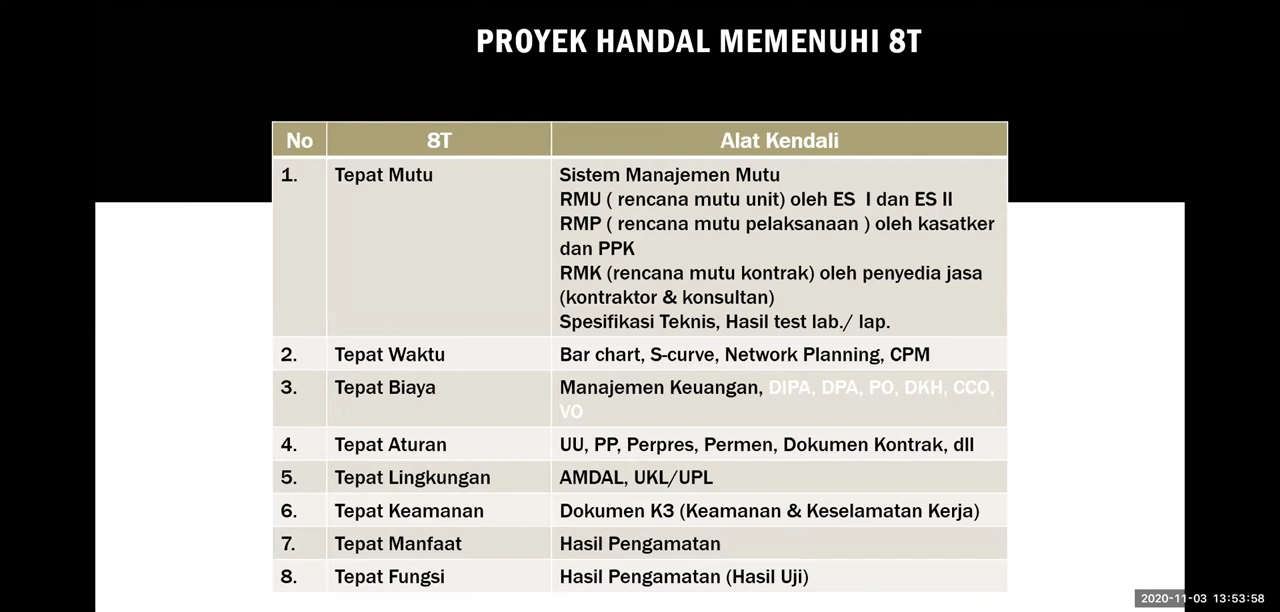 PROYEK HANDAL MEMENUHI 8T
No 8T Alat Kendali
1. Tepat Mutu Sistem Manajemen Mutu
RMU ( rencana mutu unit) oleh ES I dan ES II
RMP ( rencana mutu pelaksanaan ) oleh kasatker
dan PPK
RMK (rencana mutu kontrak) oleh penyedia jasa
(kontraktor & konsultan)
Spesifikasi Teknis, Hasil test lab./ lap.
2. Tepat Waktu Bar chart, S-curve, Network Planning, CPM
3. Tepat Biaya Manajemen Keuangan, DIPA, DPA, PO, DKH, CCO,
VO
4. Tepat Aturan UU, PP, Perpres, Permen, Dokumen Kontrak, dll
5. Tepat Lingkungan AMDAL, UKL/UPL
6. Tepat Keamanan Dokumen K3 (Keamanan & Keselamatan Kerja)
7. Tepat Manfaat Hasil Pengamatan
8. Tepat Fungsi Hasil Pengamatan (Hasil Uji)
2020-11-03 13:53:58